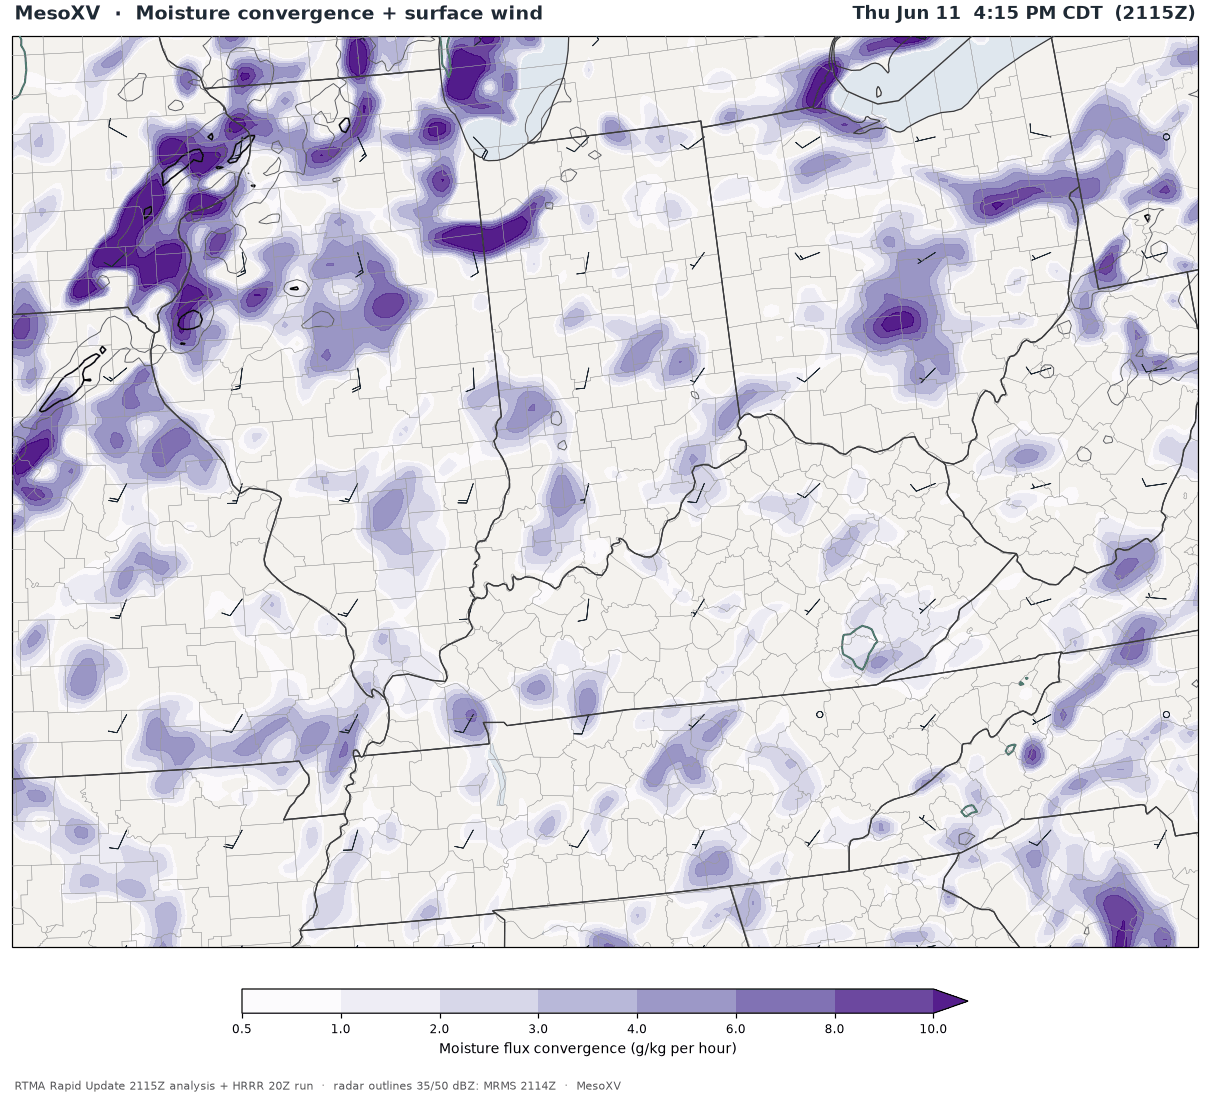 MesoXV · Moisture convergence + surface wind
Thu Jun 11 4:15 PM CDT (2115Z)
0.5 1.0 2.0 3.0 4.0 6.0 8.0 10.0
Moisture flux convergence (g/kg per hour)
RTMA Rapid Update 2115Z analysis + HRRR 20Z run · radar outlines 35/50 dBZ: MRMS 2114Z · MesoXV